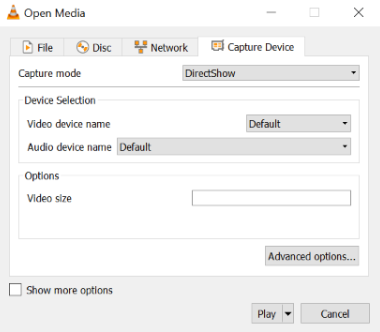 Open Media
File Disc Network Capture Device
Capture mode DirectShow
Device Selection
Video device name Default
Audio device name Default
Options
Video size
Advanced options...
Show more options
Play Cancel